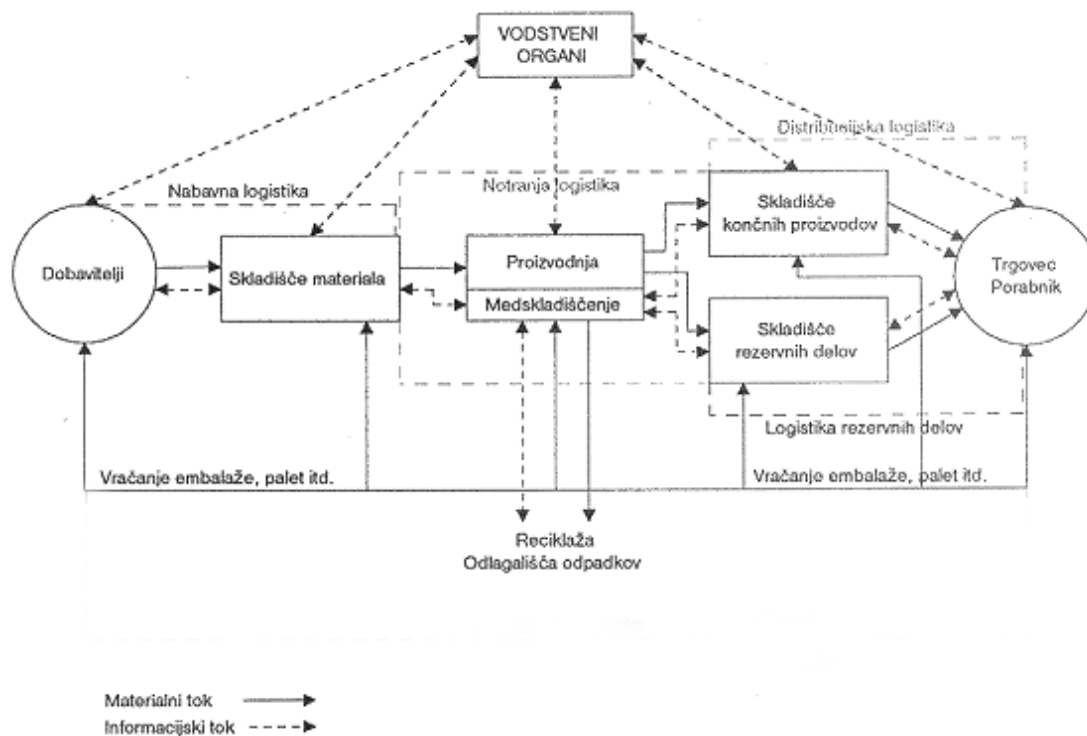 VODSTVENI
ORGANI
Distribucijska logistika
Nabavna logistika
Notranja logistika
Skladišče
končnih proizvodov
Dobavitelji
Skladišče materiala
Proizvodnja
Medskladiščenje
Trgovec
Porabnik
Skladišče
rezervnih delov
Logistika rezervnih delov
Vračanje embalaže, palet itd.
Vračanje embalaže, palet itd.
Reciklaža
Odlagališča odpadkov
Materialni tok
Informacijski tok